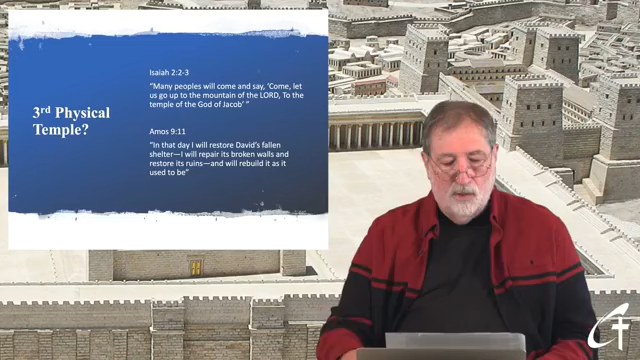 3rd Physical
Temple?
Isaiah 2:2-3
“Many peoples will come and say, ‘Come, let
us go up to the mountain of the LORD, To the
temple of the God of Jacob’ ”
Amos 9:11
“In that day I will restore David’s fallen
shelter—I will repair its broken walls and
restore its ruins—and will rebuild it as it
used to be”